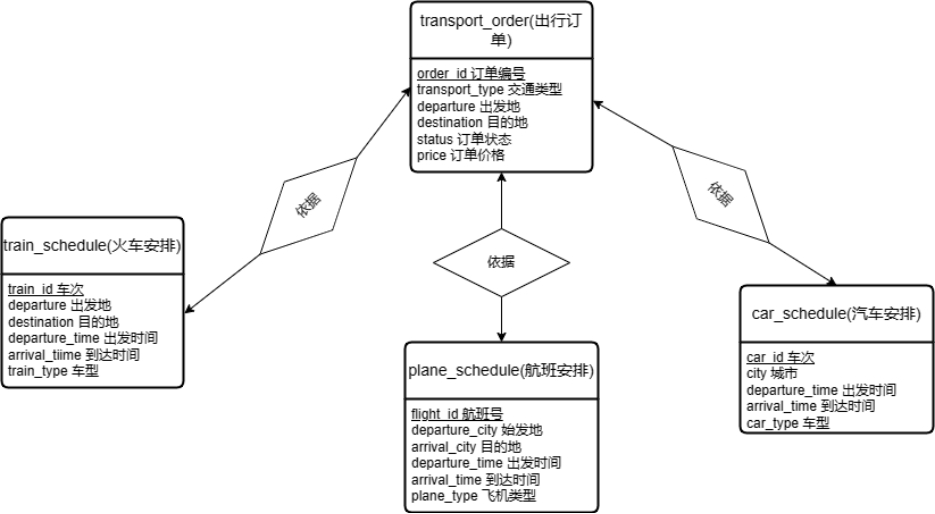 transport_order(出行订
单)
order_id 订单编号
transport_type 交通类型
departure 出发地
destination 目的地
status 订单状态
price 订单价格
依据
依据
依据
train_schedule(火车安排)
train_id 车次
departure 出发地
destination 目的地
departure_time 出发时间
arrival_tiime 到达时间
train_type 车型
plane_schedule(航班安排)
flight_id 航班号
departure_city 始发地
arrival_city 目的地
departure_time 出发时间
arrival_time 到达时间
plane_type 飞机类型
car_schedule(汽车安排)
car_id 车次
city 城市
departure_time 出发时间
arrival_time 到达时间
car_type 车型